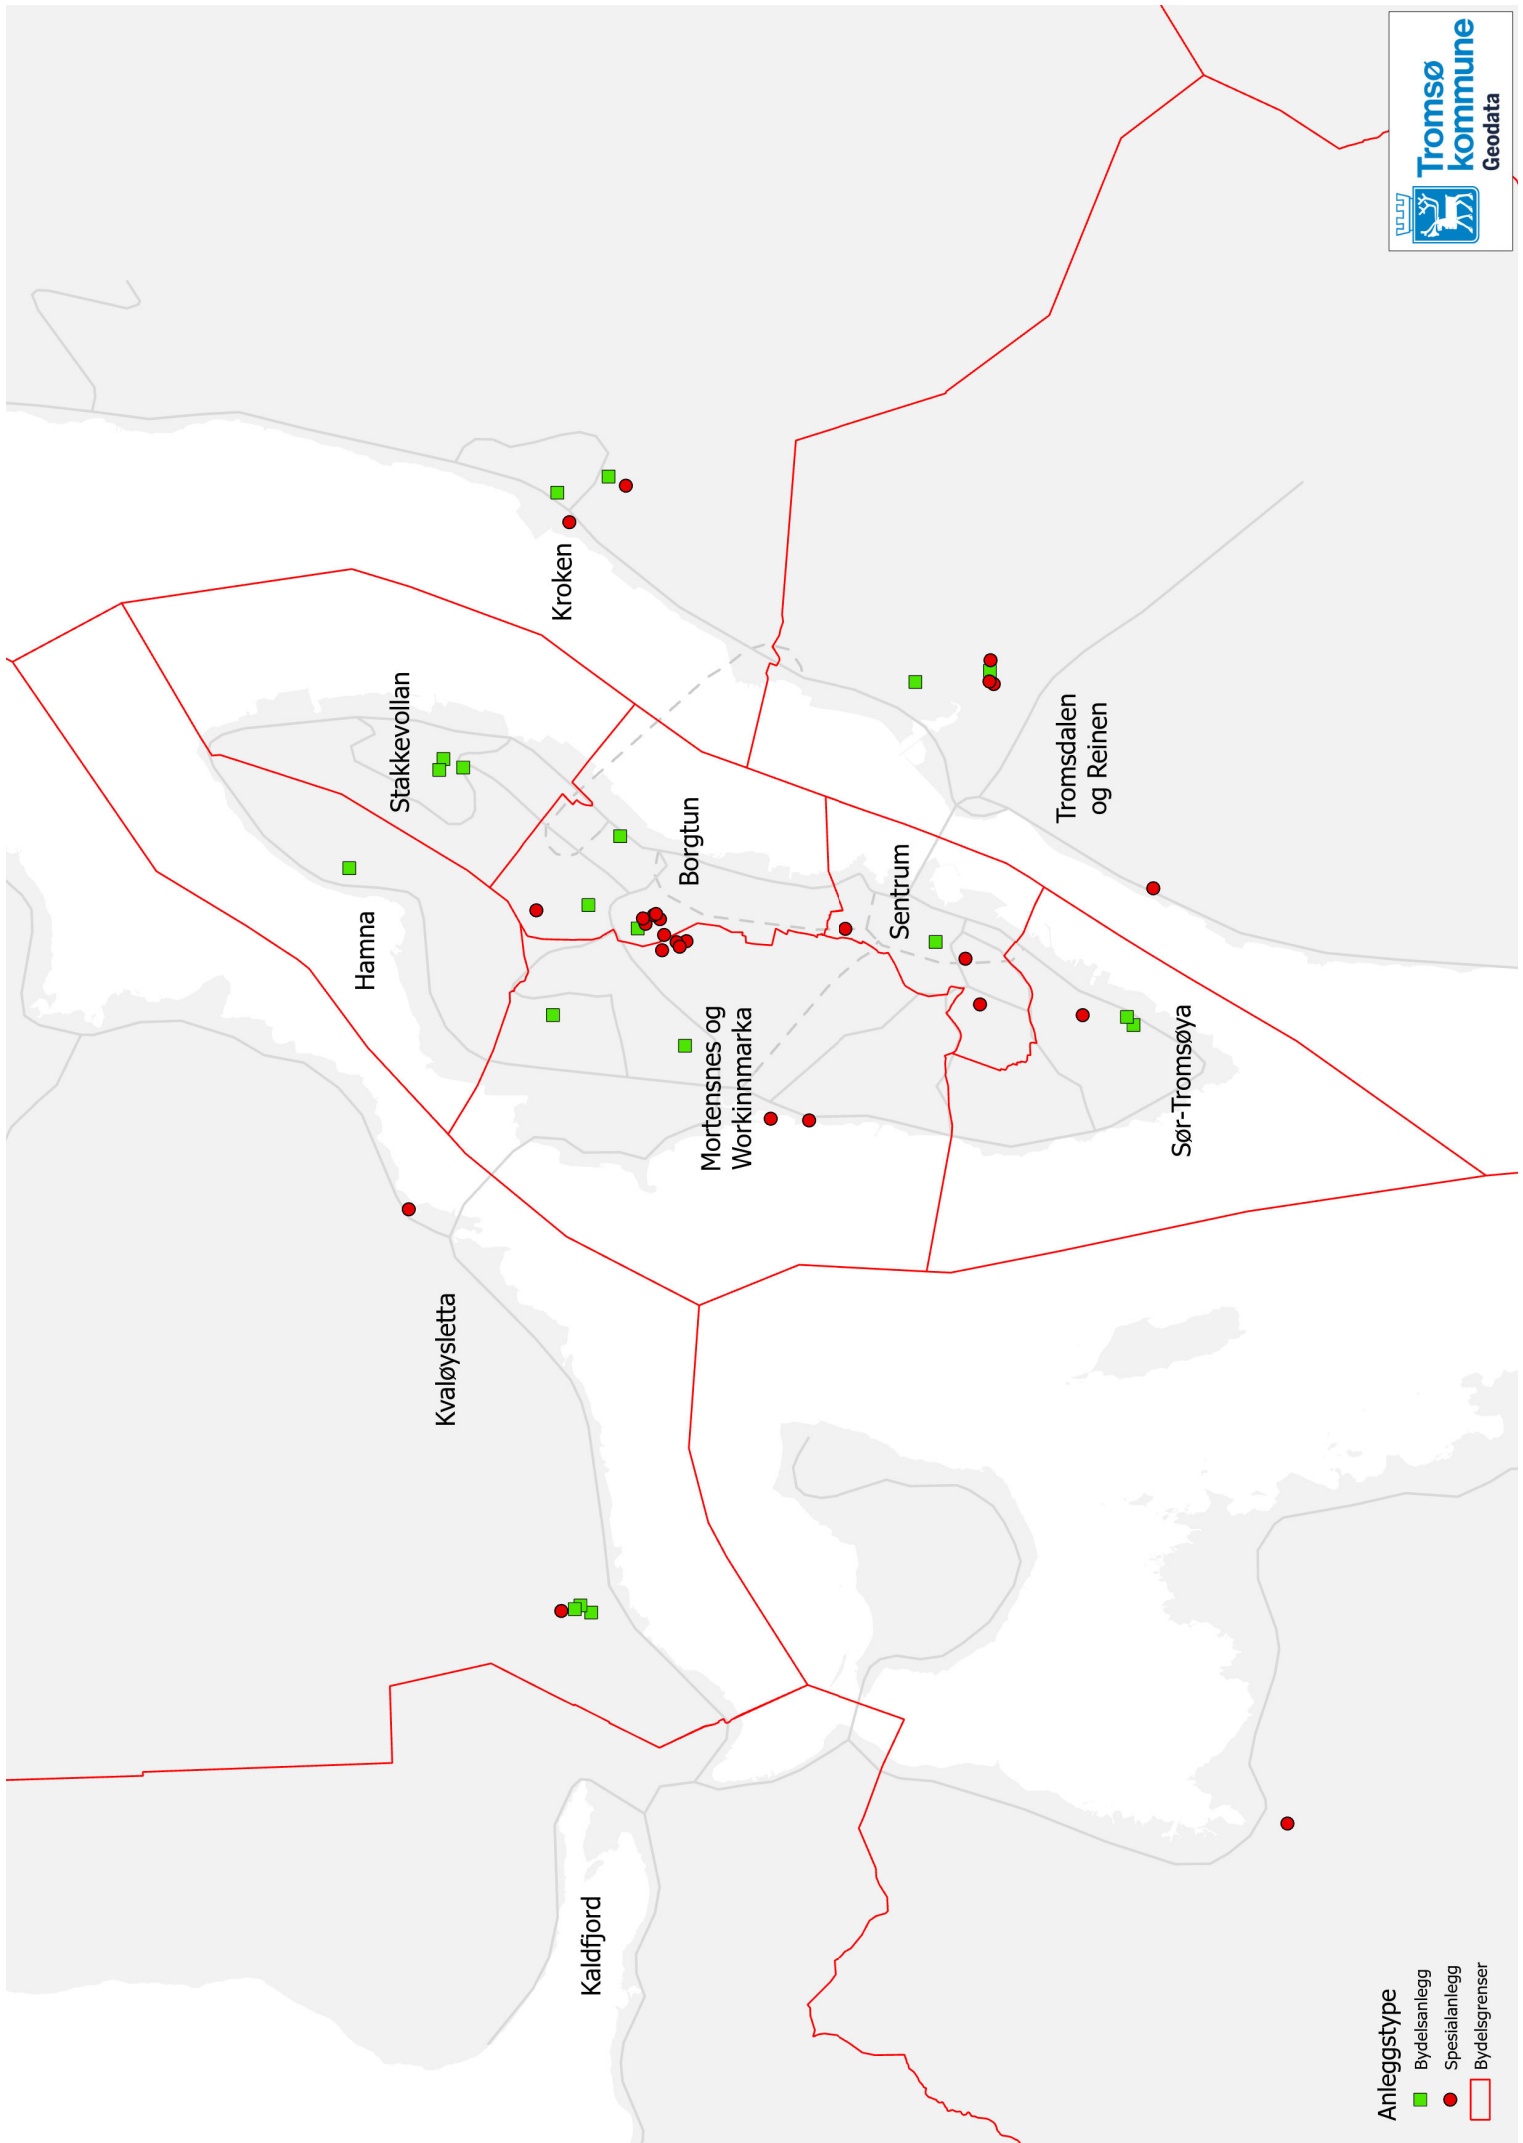 Kroken
Stakkevollan
Hamna
Borgtun
Sentrum
Tromsdalen
og Reinen
Mortensnes og
Workinnmarka
Sør-Tromsøya
Kvaløysletta
Kaldfjord
Anleggstype
Bydelsanlegg
Spesialanlegg
Bydelsgrenser
Tromsø
kommune
Geodata